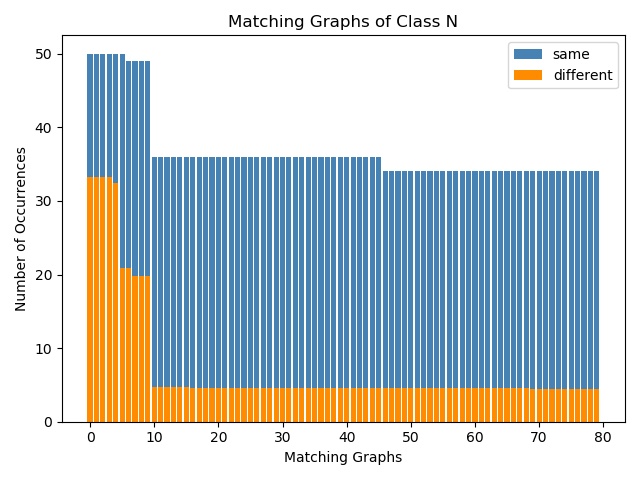 Matching Graphs of Class N
same
different
Number of Occurrences
50
40
30
20
10
0
0 10 20 30 40 50 60 70 80
Matching Graphs